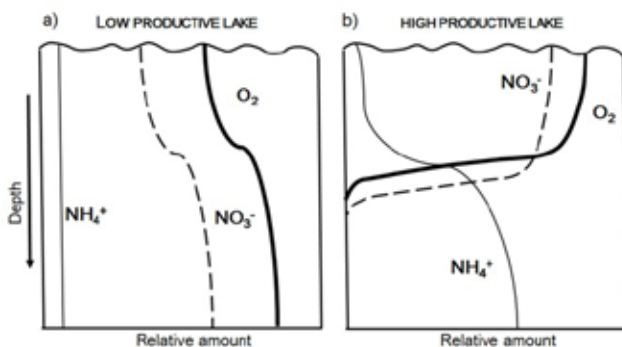 a) LOW PRODUCTIVE LAKE
O₂
NO₃⁻
NH₄⁺
Depth
Relative amount
b) HIGH PRODUCTIVE LAKE
NO₃⁻
O₂
NH₄⁺
Relative amount